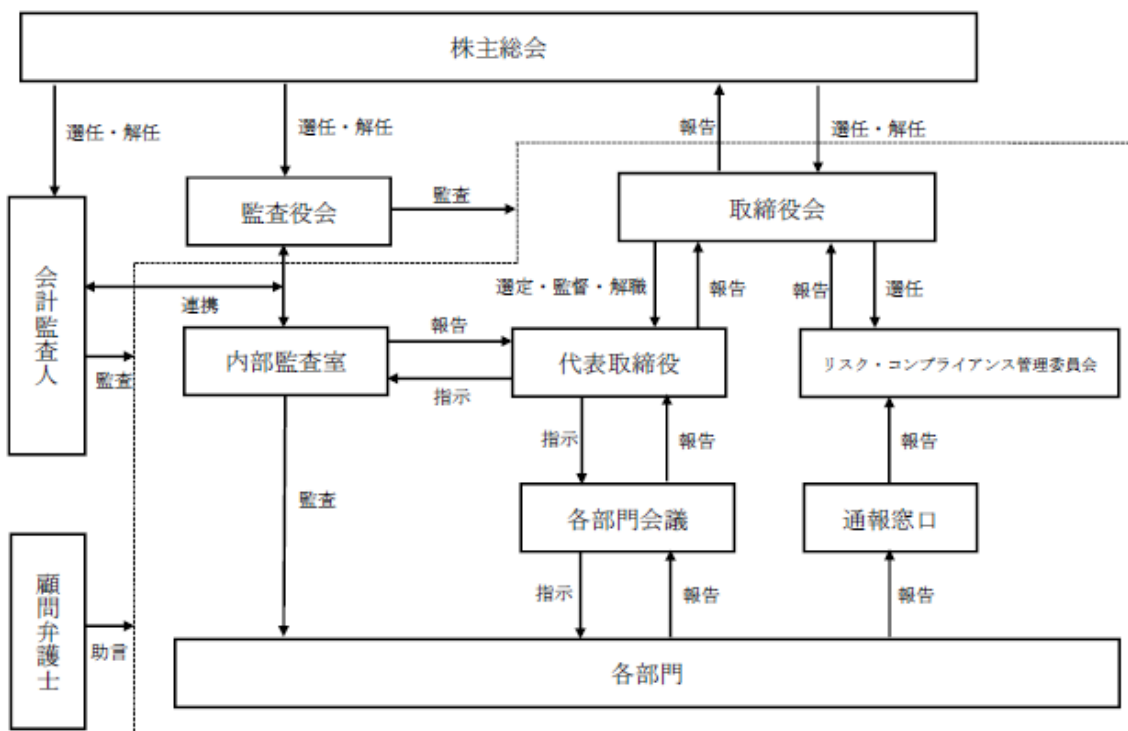 株主総会
選任・解任
選任・解任
報告
選任・解任
監査役会
監査
取締役会
会計監査人
連携
選定・監督・解職
報告
報告
選任
監査
内部監査室
報告
指示
代表取締役
リスク・コンプライアンス管理委員会
監査
指示
報告
報告
各部門会議
通報窓口
顧問弁護士
助言
指示
報告
報告
各部門